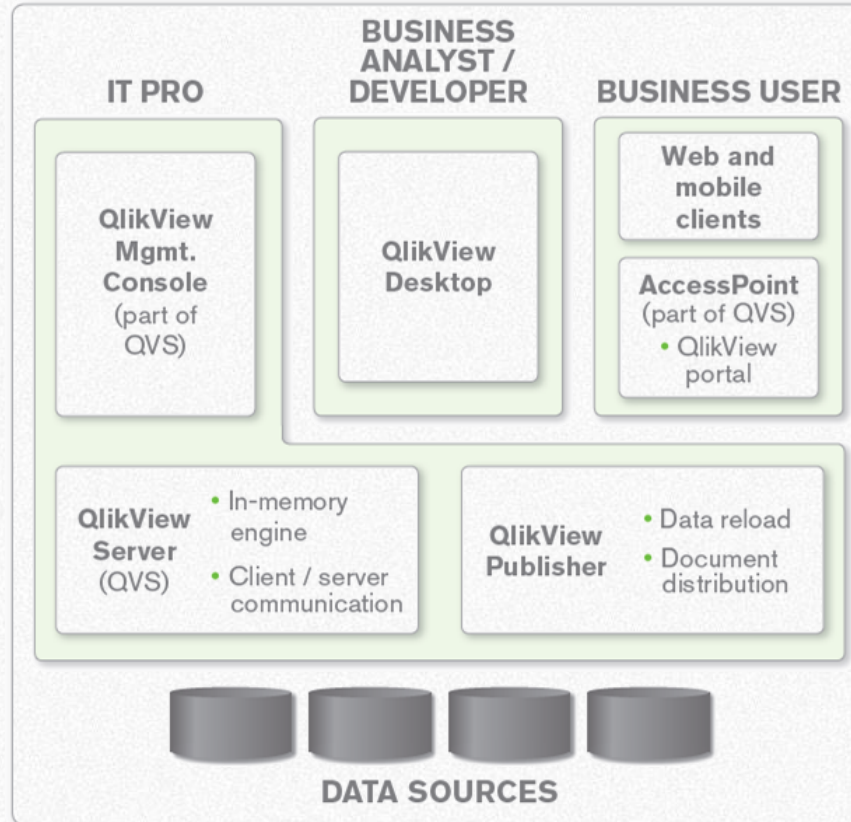 IT PRO
BUSINESS
ANALYST /
DEVELOPER
BUSINESS USER
QlikView
Mgmt.
Console
(part of
QVS)
QlikView
Desktop
Web and
mobile
clients
AccessPoint
(part of QVS)
• QlikView
portal
QlikView
Server
(QVS)
• In-memory
engine
• Client / server
communication
QlikView
Publisher
• Data reload
• Document
distribution
DATA SOURCES